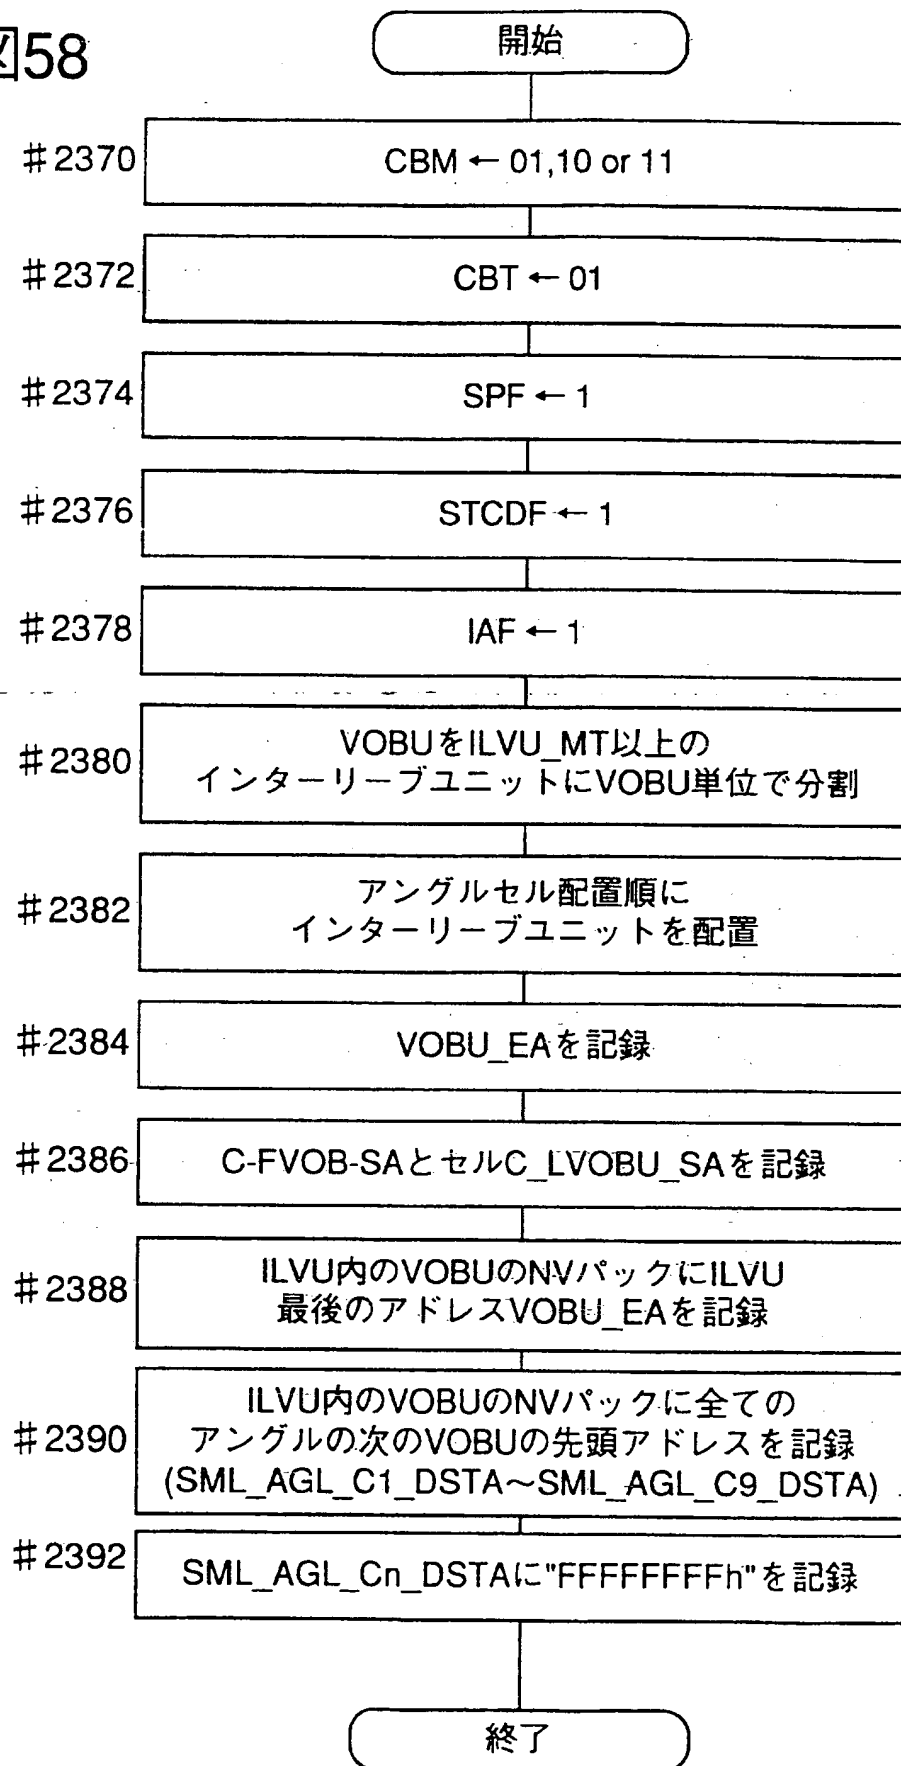 図58
開始
#2370
CBM ← 01,10 or 11
#2372
CBT ← 01
#2374
SPF ← 1
#2376
STCDF ← 1
#2378
IAF ← 1
#2380
VOBUをILVU_MT以上の
インターリーブユニットにVOBU単位で分割
#2382
アングルセル配置順に
インターリーブユニットを配置
#2384
VOBU_EAを記録
#2386
C-FVOB-SAとセルC_LVOBU_SAを記録
#2388
ILVU内のVOBUのNVパックにILVU
最後のアドレスVOBU_EAを記録
#2390
ILVU内のVOBUのNVパックに全ての
アングルの次のVOBUの先頭アドレスを記録
(SML_AGL_C1_DSTA～SML_AGL_C9_DSTA)
#2392
SML_AGL_Cn_DSTAに"FFFFFFFFh"を記録
終了